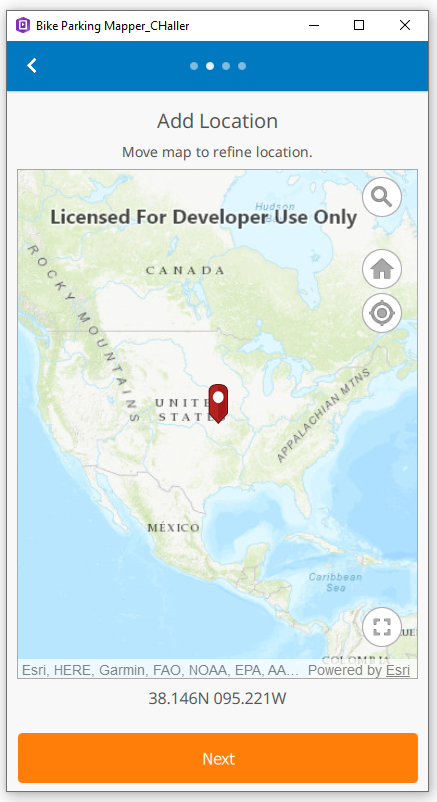 Bike Parking Mapper_CHaller
Add Location
Move map to refine location.
Hudson
Licensed For Developer Use Only
CANADA
ROCKY MOUNTAINS
UNITED
STATES
APPALACHIAN MTNS
MÉXICO
Caribbean
Sea
COLOMBIA
Esri, HERE, Garmin, FAO, NOAA, EPA, AA... Powered by Esri
38.146N 095.221W
Next